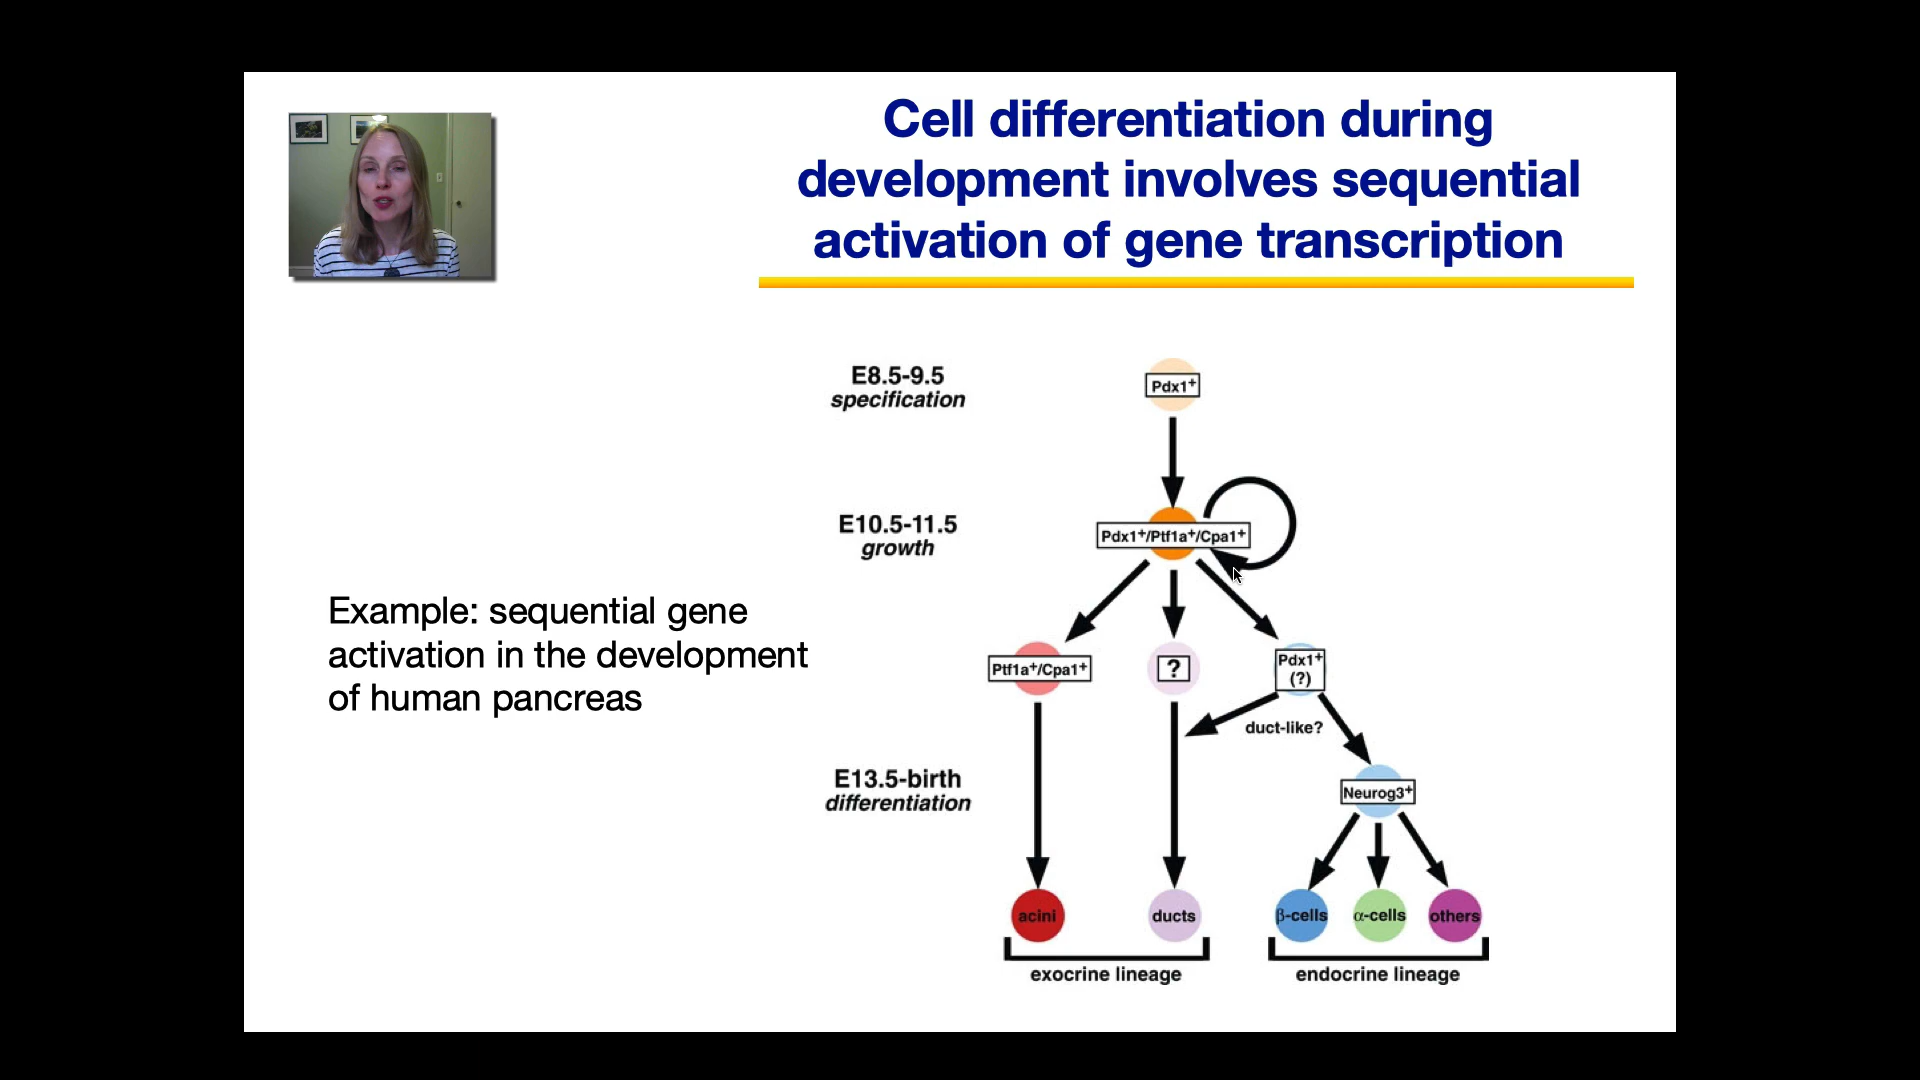 Cell differentiation during
development involves sequential
activation of gene transcription
E8.5-9.5
specification
Pdx1⁺
E10.5-11.5
growth
Pdx1⁺/Ptf1a⁺/Cpa1⁺
Example: sequential gene
activation in the development
of human pancreas
Ptf1a⁺/Cpa1⁺
?
Pdx1⁺
(?)
duct-like?
E13.5-birth
differentiation
Neurog3⁺
acini
ducts
β-cells
α-cells
others
exocrine lineage
endocrine lineage